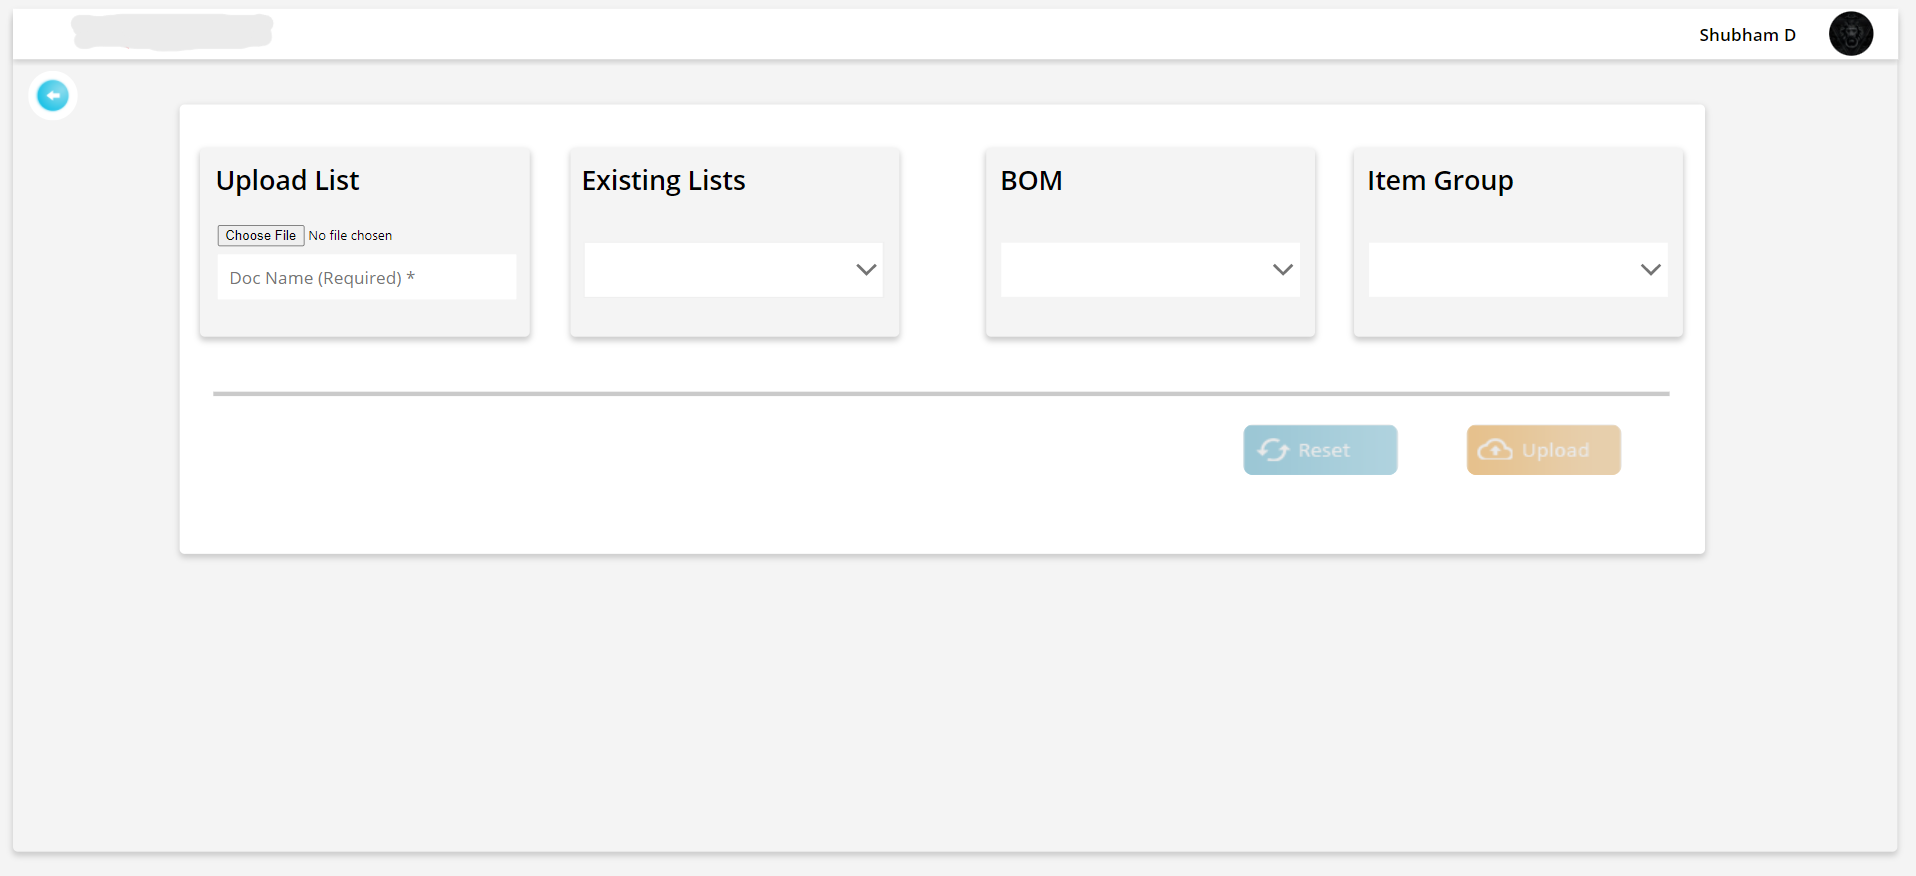 Shubham D
Upload List
Choose File No file chosen
Doc Name (Required) *
Existing Lists
BOM
Item Group
Reset
Upload